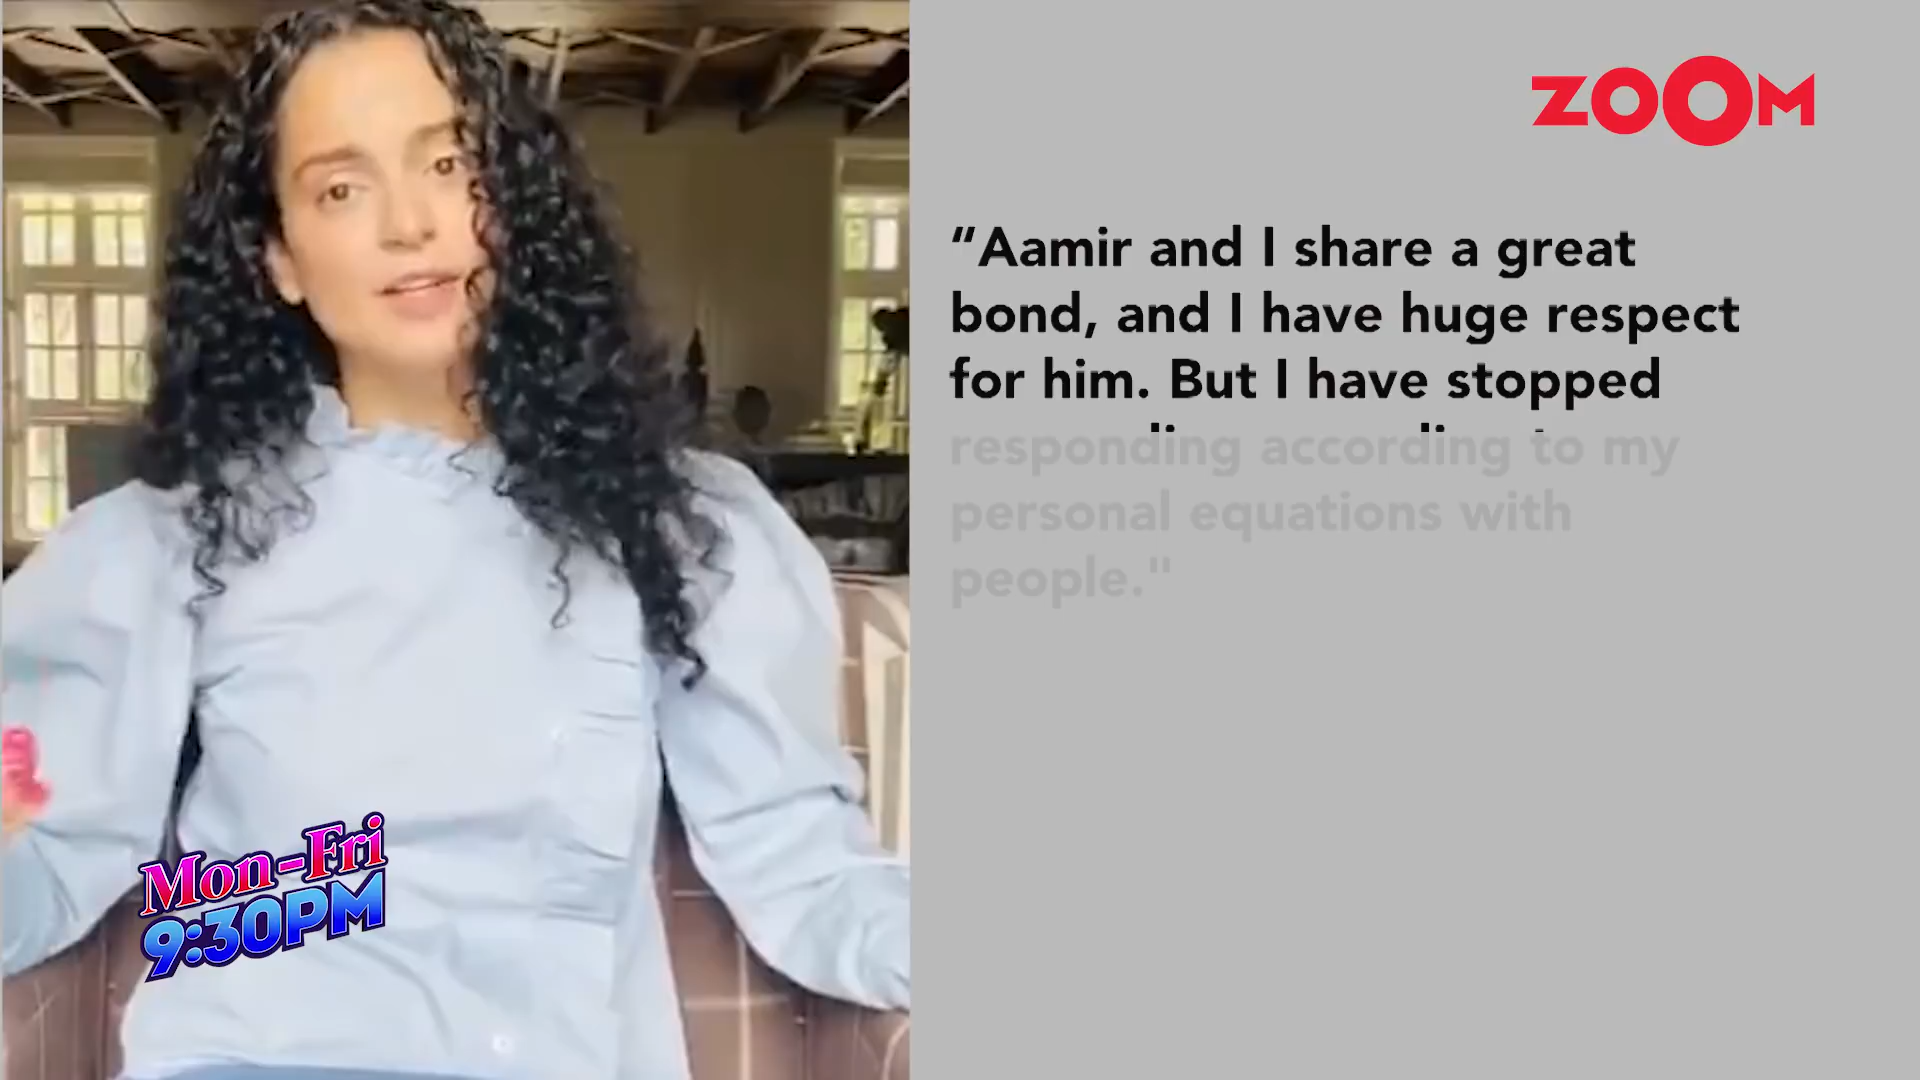 ZOOM
“Aamir and I share a great
bond, and I have huge respect
for him. But I have stopped
responding according to my
personal equations with
people."
Mon-Fri
9:30PM